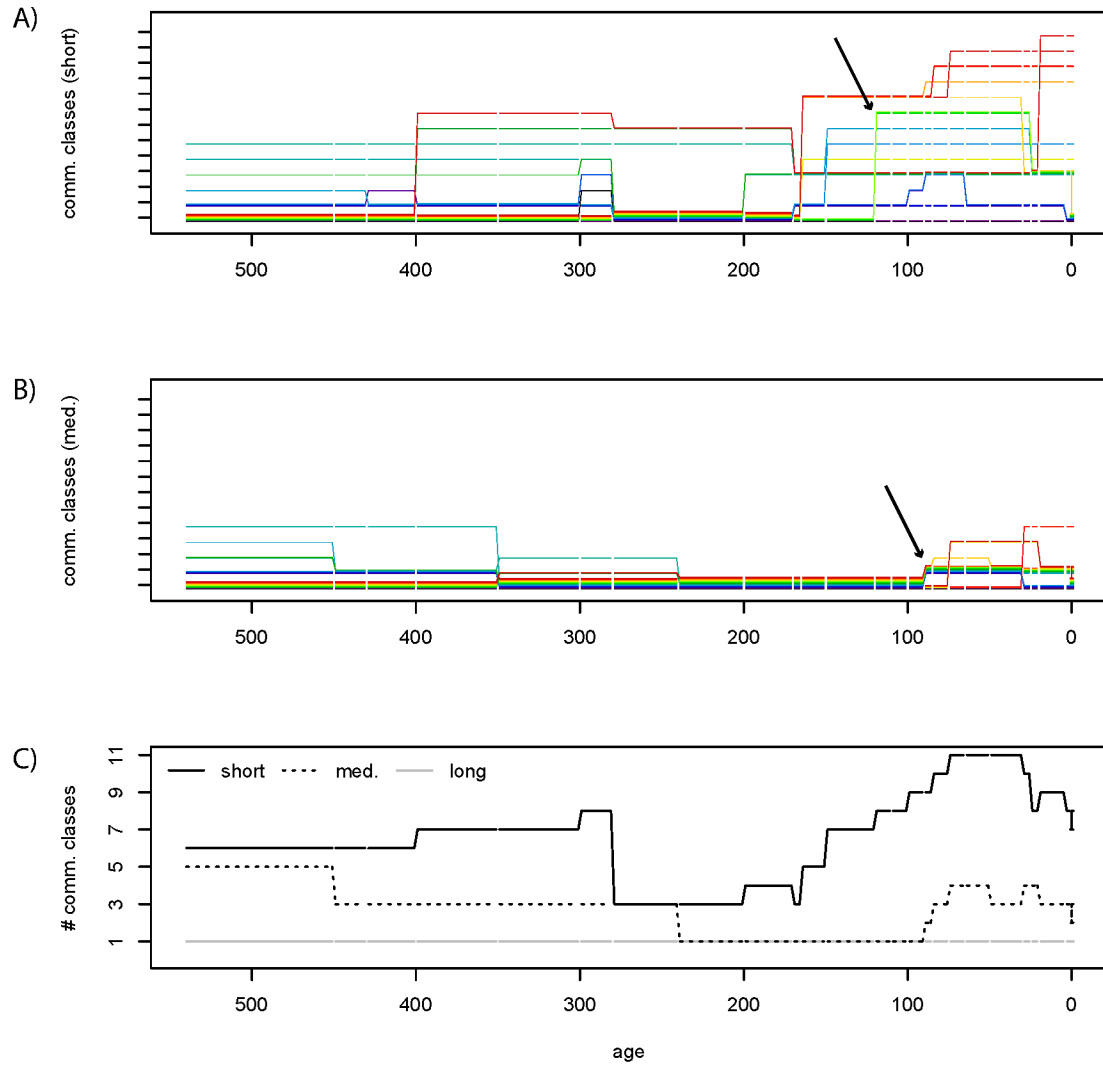 A)
comm. classes (short)
500 400 300 200 100 0
B)
comm. classes (med.)
500 400 300 200 100 0
C)
# comm. classes
11
9
7
5
3
1
short med. long
500 400 300 200 100 0
age